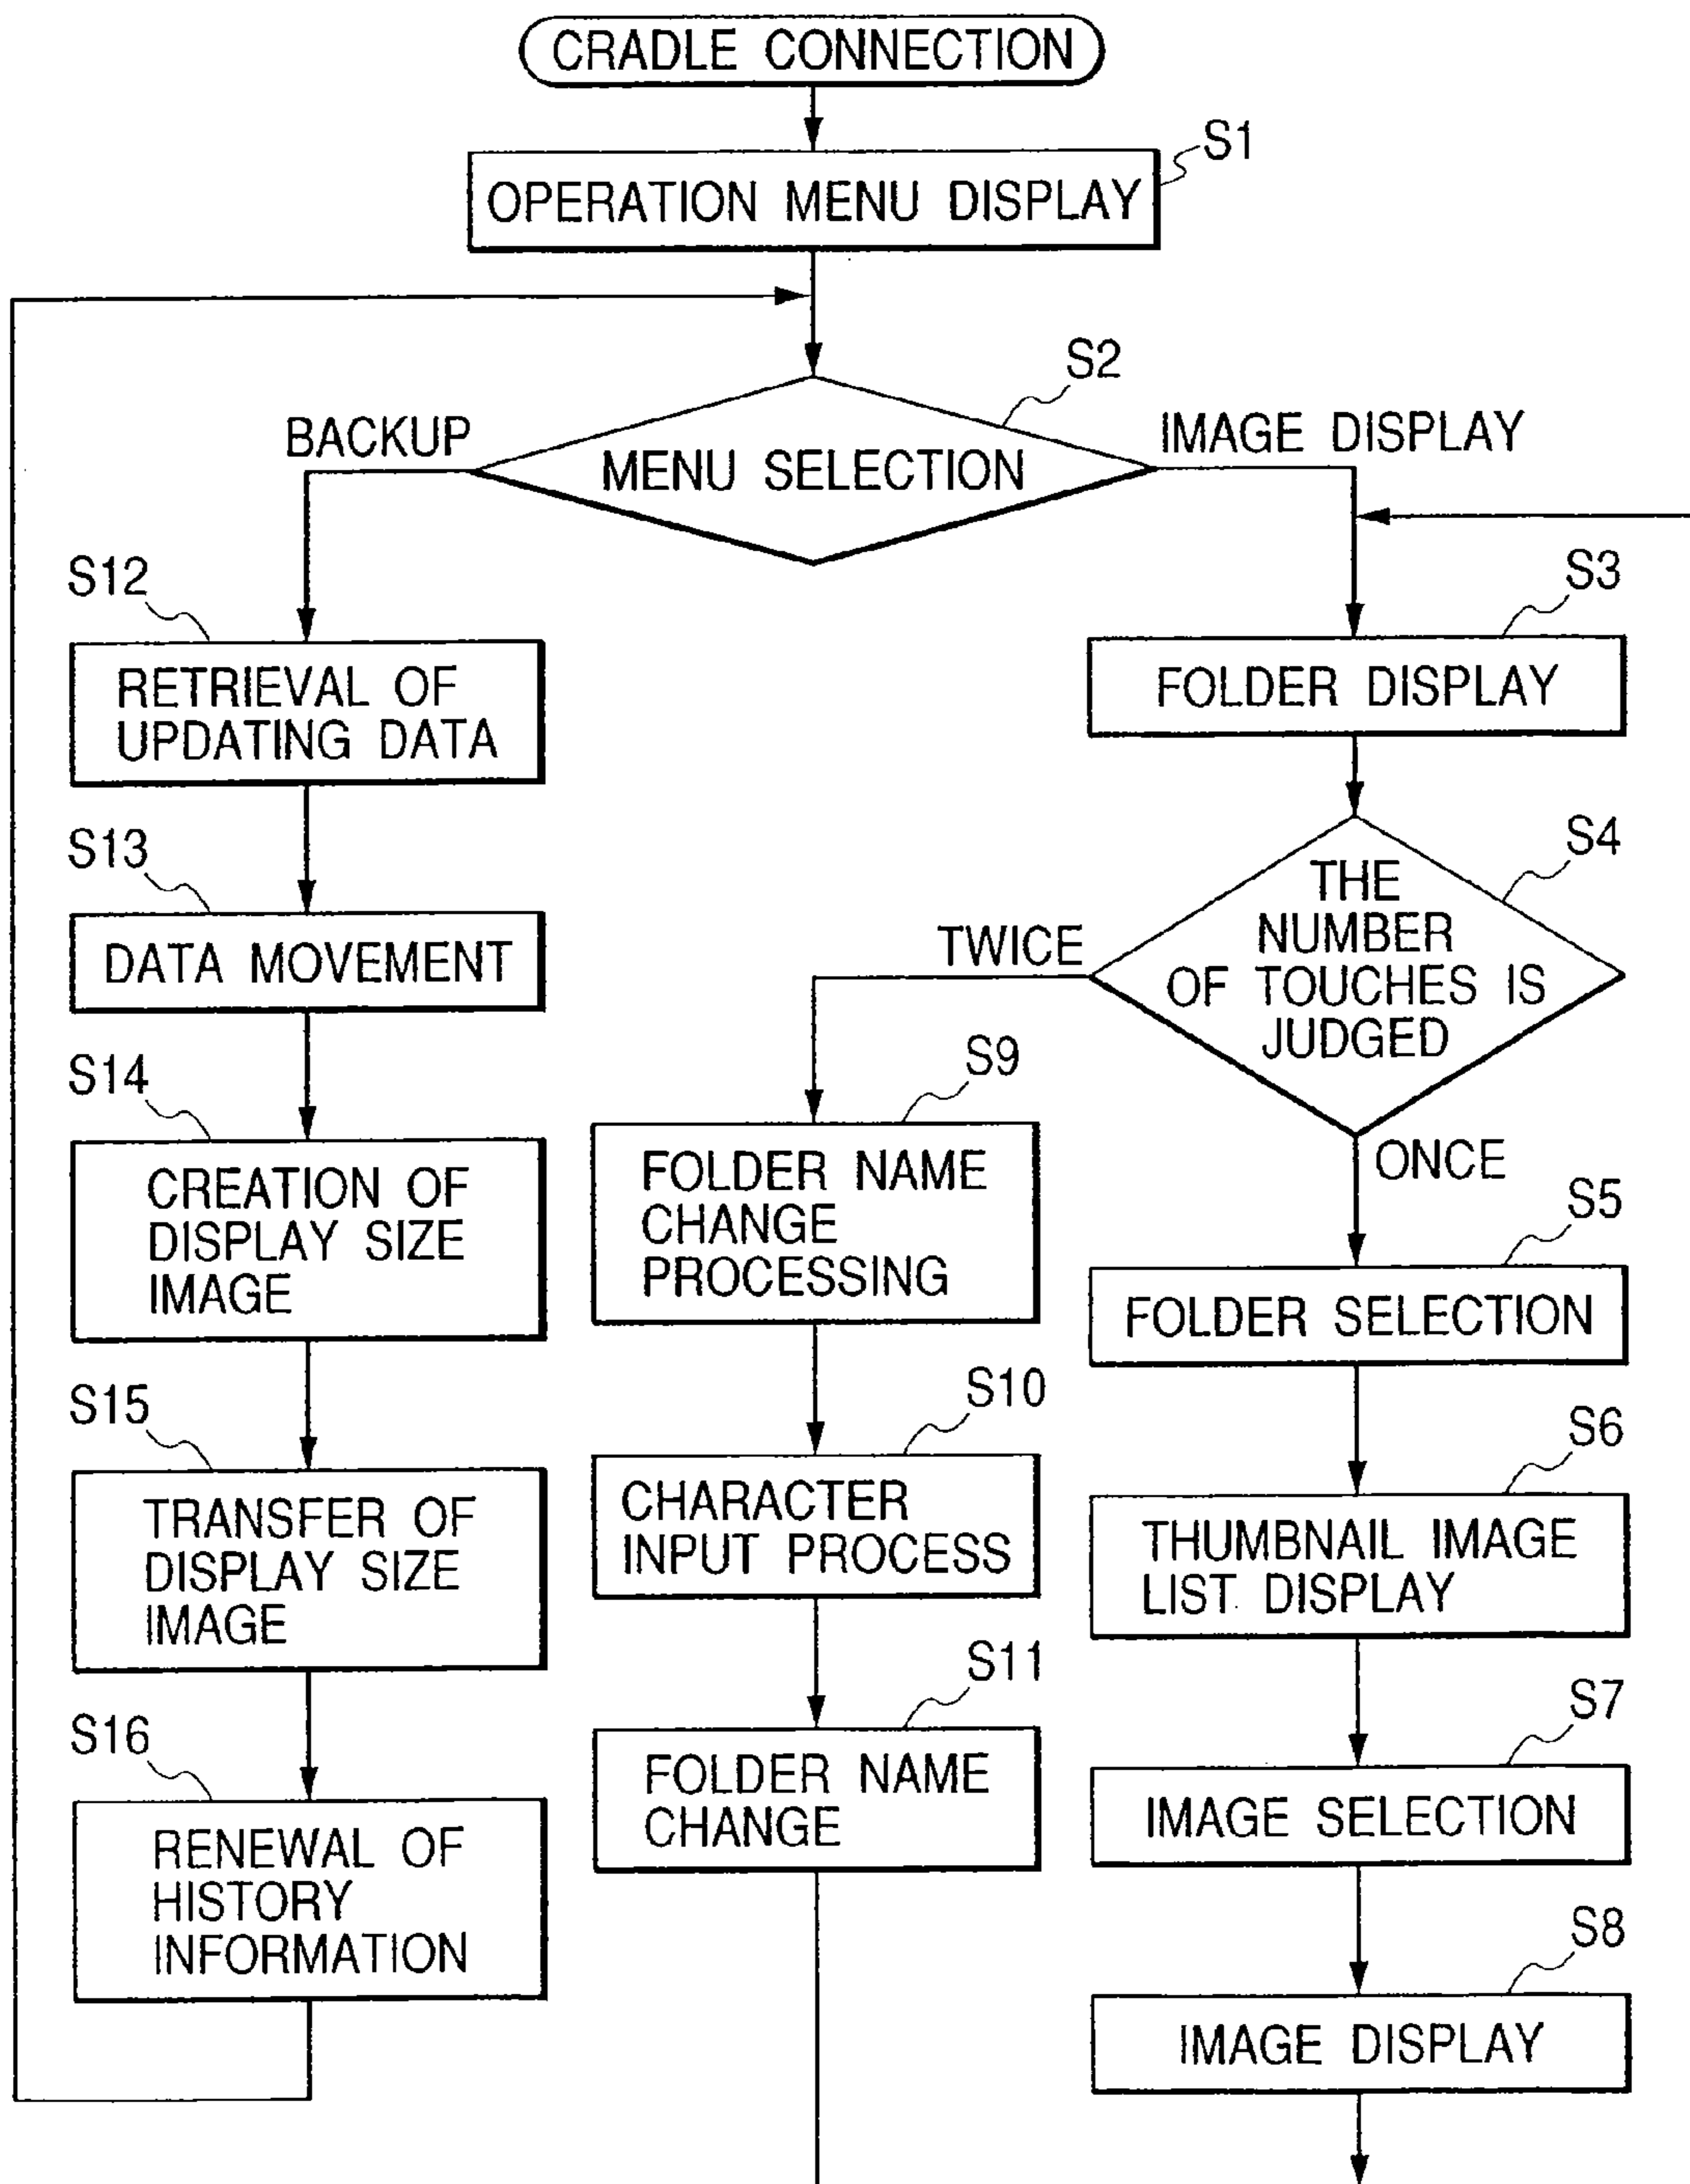 CRADLE CONNECTION
S1
OPERATION MENU DISPLAY
S2
BACKUP
IMAGE DISPLAY
MENU SELECTION
S12
RETRIEVAL OF
UPDATING DATA
S13
DATA MOVEMENT
S14
CREATION OF
DISPLAY SIZE
IMAGE
S15
TRANSFER OF
DISPLAY SIZE
IMAGE
S16
RENEWAL OF
HISTORY
INFORMATION
S3
FOLDER DISPLAY
S4
THE
NUMBER
OF TOUCHES IS
JUDGED
TWICE
S9
FOLDER NAME
CHANGE
PROCESSING
S10
CHARACTER
INPUT PROCESS
S11
FOLDER NAME
CHANGE
ONCE
S5
FOLDER SELECTION
S6
THUMBNAIL IMAGE
LIST DISPLAY
S7
IMAGE SELECTION
S8
IMAGE DISPLAY